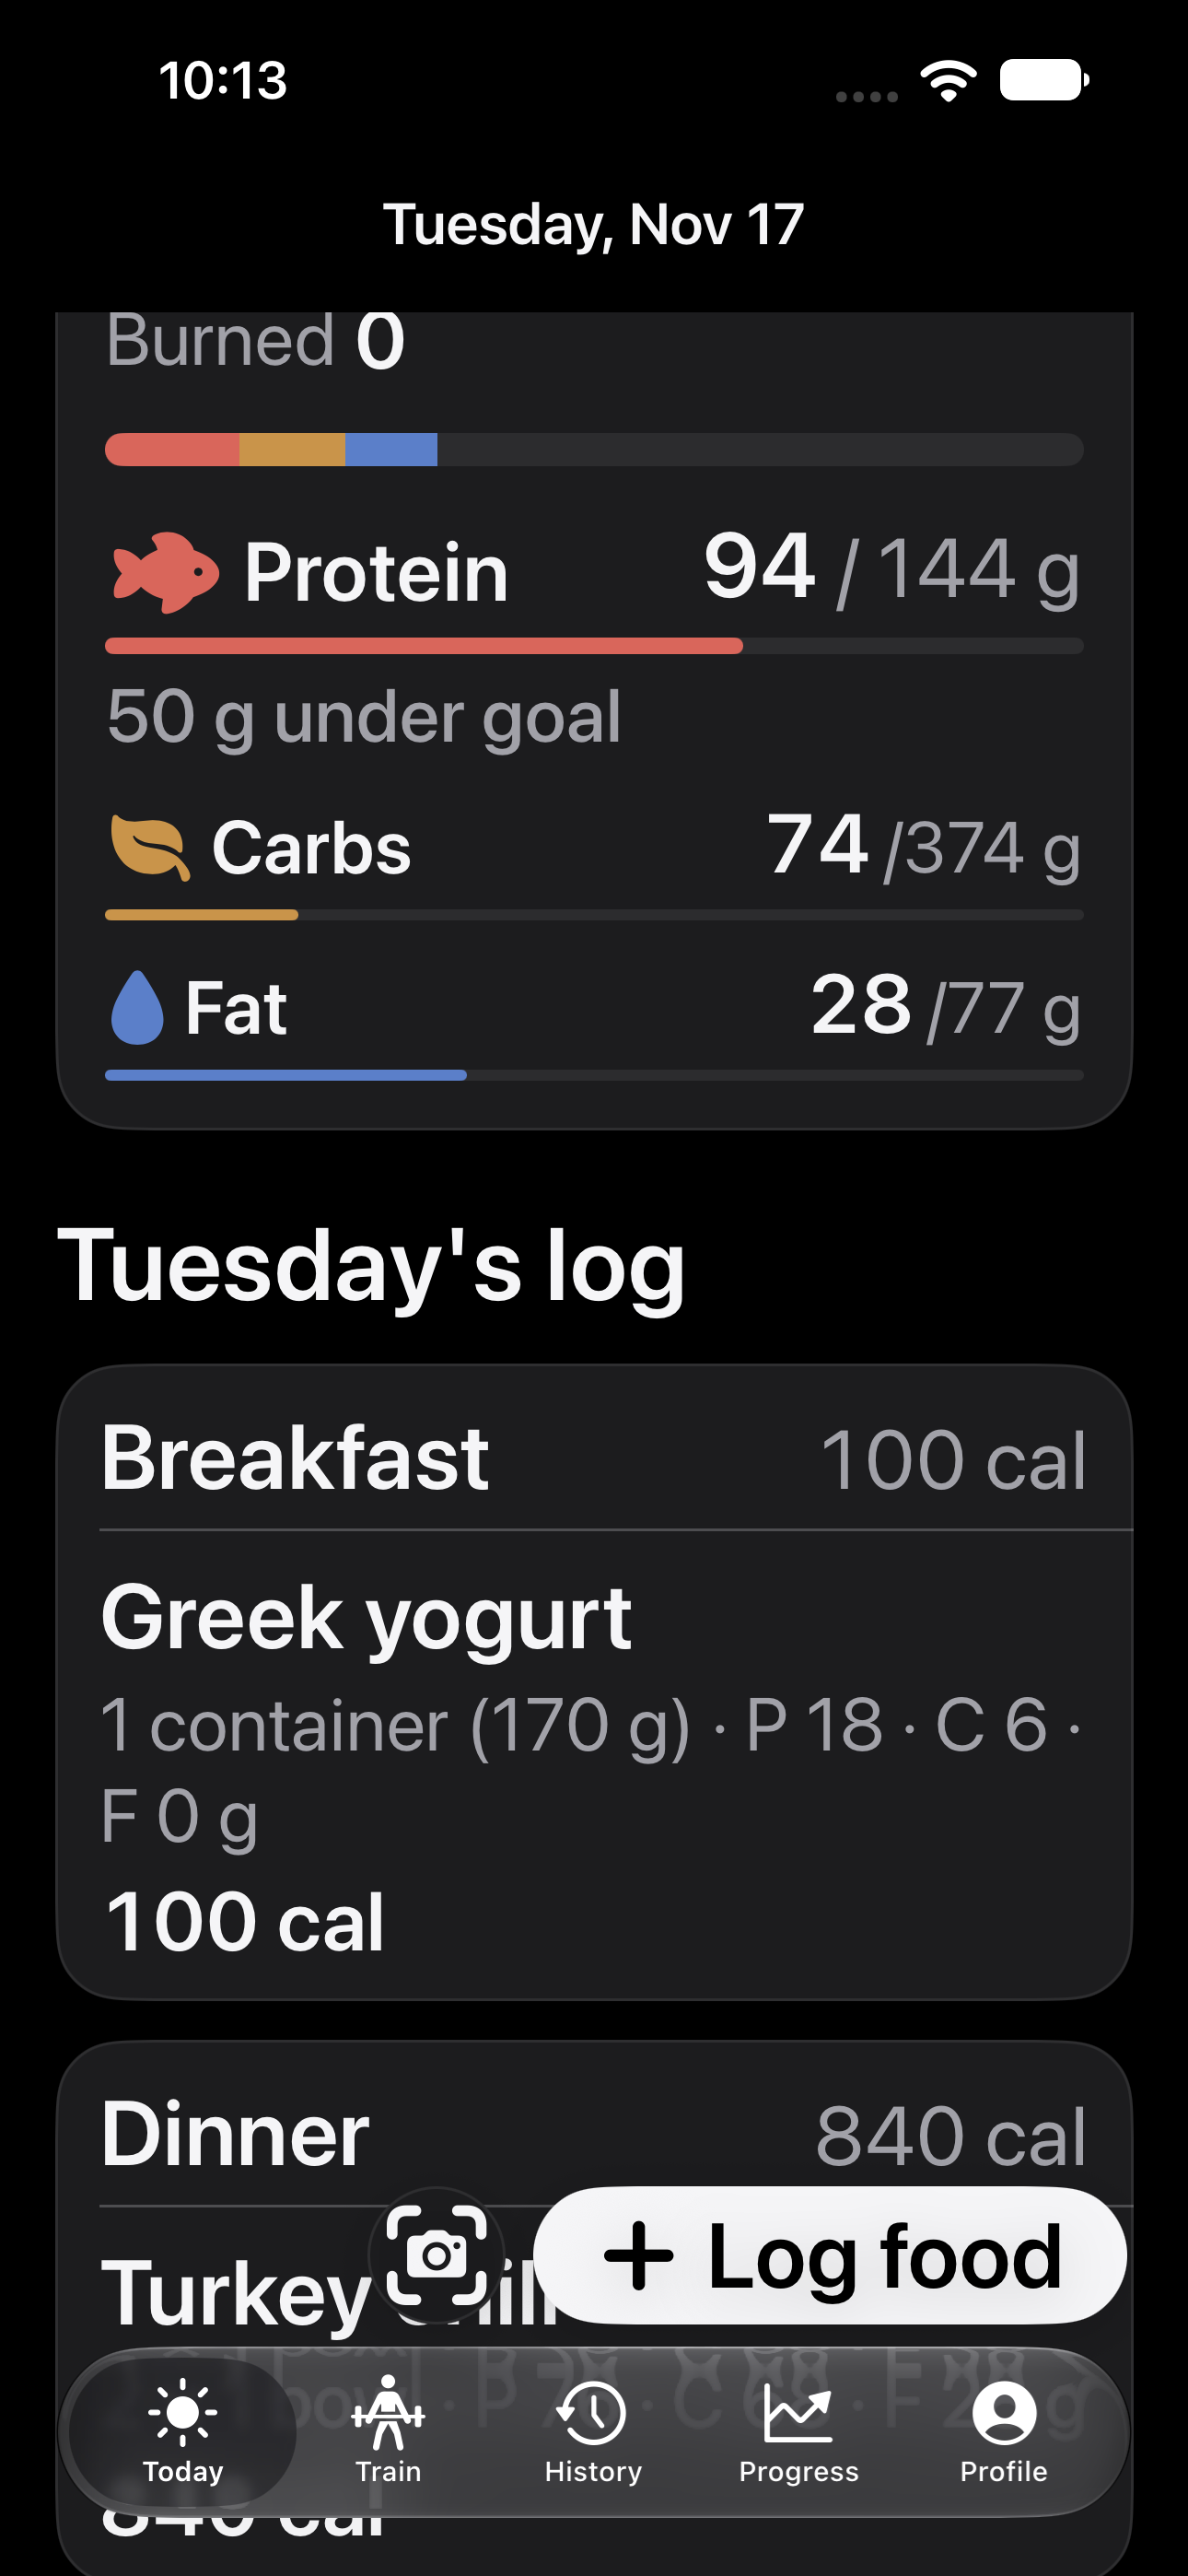 10:13
Tuesday, Nov 17
Burned 0
Protein 94 / 144 g
50 g under goal
Carbs 74 /374 g
Fat 28 /77 g
Tuesday's log
Breakfast 100 cal
Greek yogurt
1 container (170 g) · P 18 · C 6 ·
F 0 g
100 cal
Dinner 840 cal
+ Log food
Turkey
840 cal
Today Train History Progress Profile